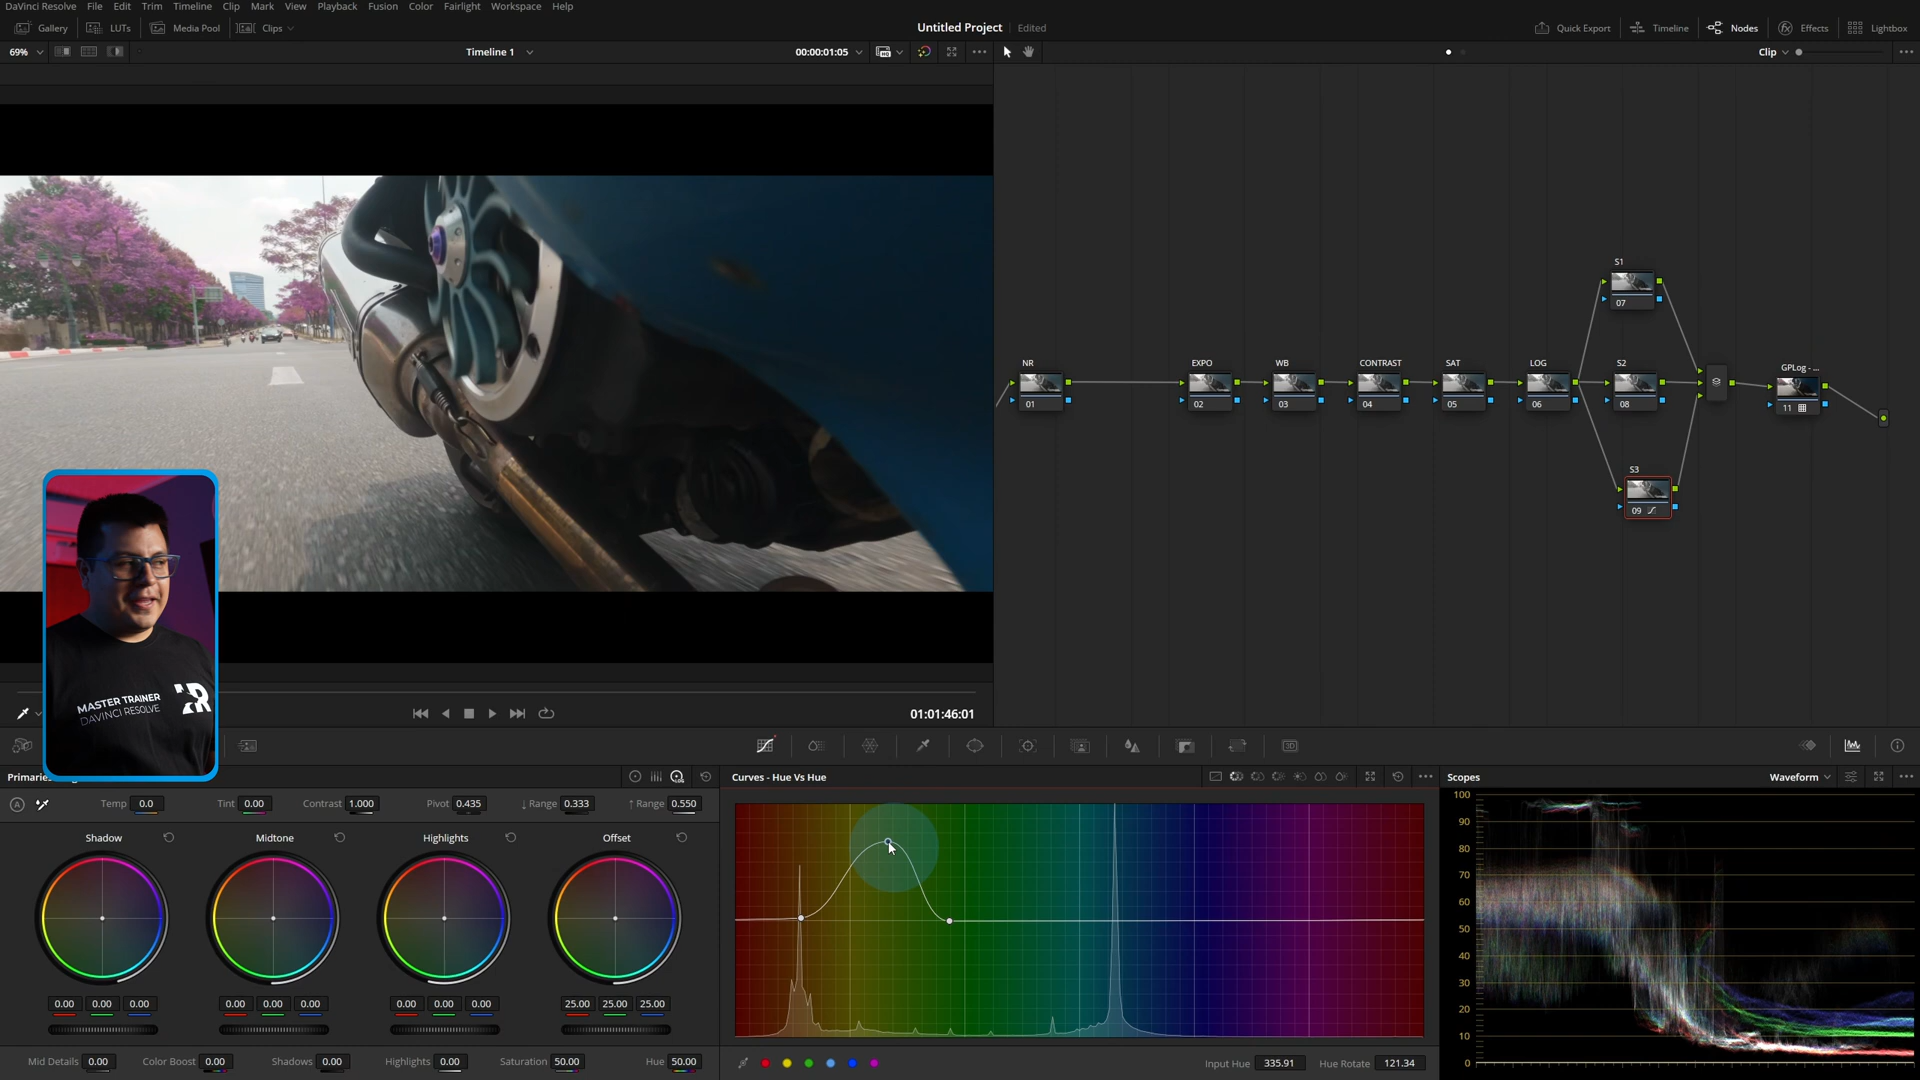 DaVinci Resolve File Edit Trim Timeline Clip Mark View Playback Fusion Color Fairlight Workspace Help
Gallery LUTs Media Pool Clips Untitled Project Edited Quick Export Timeline Nodes Effects Lightbox
69% Timeline 1 00:00:01:05 Clip
S1
07
NR EXPO WB CONTRAST SAT LOG S2 GPLog - ...
01 02 03 04 05 06 08 11
S3
09
MASTER TRAINER
DAVINCI RESOLVE
01:01:46:01
Primaries
Curves - Hue Vs Hue
Scopes
Waveform
Temp 0.0 Tint 0.00 Contrast 1.000 Pivot 0.435 ↓ Range 0.333 ↑ Range 0.550
Shadow Midtone Highlights Offset
0.00 0.00 0.00 0.00 0.00 0.00 0.00 0.00 0.00 25.00 25.00 25.00
Mid Details 0.00 Color Boost 0.00 Shadows 0.00 Highlights 0.00 Saturation 50.00 Hue 50.00
Input Hue 335.91 Hue Rotate 121.34
100
90
80
70
60
50
40
30
20
10
0